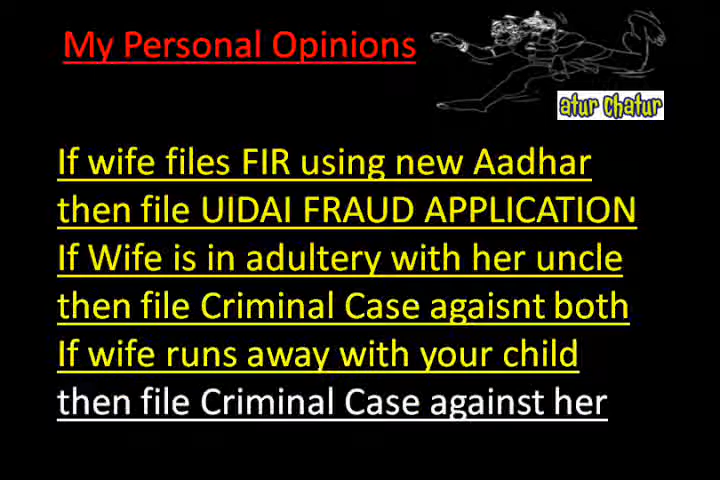 My Personal Opinions
atur chatur
If wife files FIR using new Aadhar
then file UIDAI FRAUD APPLICATION
If Wife is in adultery with her uncle
then file Criminal Case agaisnt both
If wife runs away with your child
then file Criminal Case against her